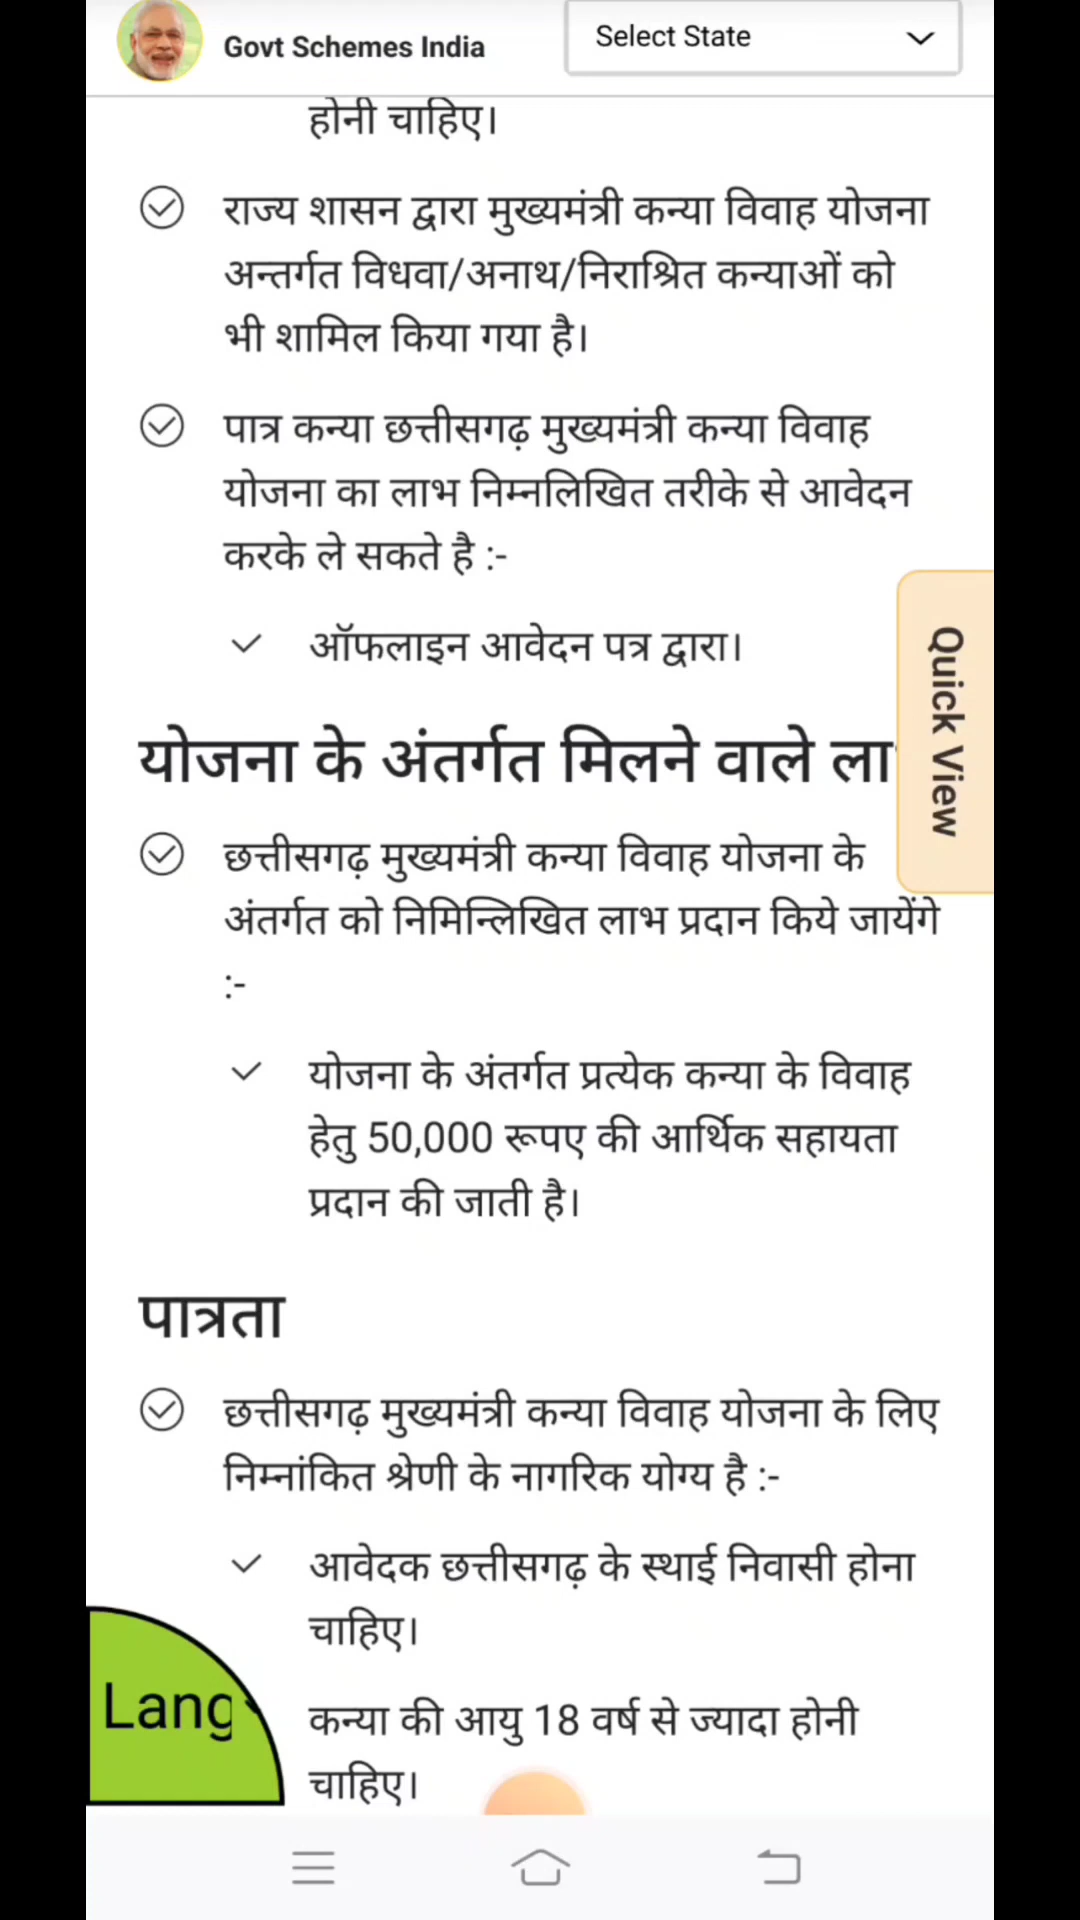 Govt Schemes India
Select State
होनी चाहिए।
राज्य शासन द्वारा मुख्यमंत्री कन्या विवाह योजना
अन्तर्गत विधवा/अनाथ/निराश्रित कन्याओं को
भी शामिल किया गया है।
पात्र कन्या छत्तीसगढ़ मुख्यमंत्री कन्या विवाह
योजना का लाभ निम्नलिखित तरीके से आवेदन
करके ले सकते है :-
ऑफलाइन आवेदन पत्र द्वारा।
Quick View
योजना के अंतर्गत मिलने वाले
छत्तीसगढ़ मुख्यमंत्री कन्या विवाह योजना के
अंतर्गत को निमिन्लिखित लाभ प्रदान किये जायेंगे
:-
योजना के अंतर्गत प्रत्येक कन्या के विवाह
हेतु 50,000 रूपए की आर्थिक सहायता
प्रदान की जाती है।
पात्रता
छत्तीसगढ़ मुख्यमंत्री कन्या विवाह योजना के लिए
निम्नांकित श्रेणी के नागरिक योग्य है :-
आवेदक छत्तीसगढ़ के स्थाई निवासी होना
चाहिए।
Lang
कन्या की आयु 18 वर्ष से ज्यादा होनी
चाहिए।